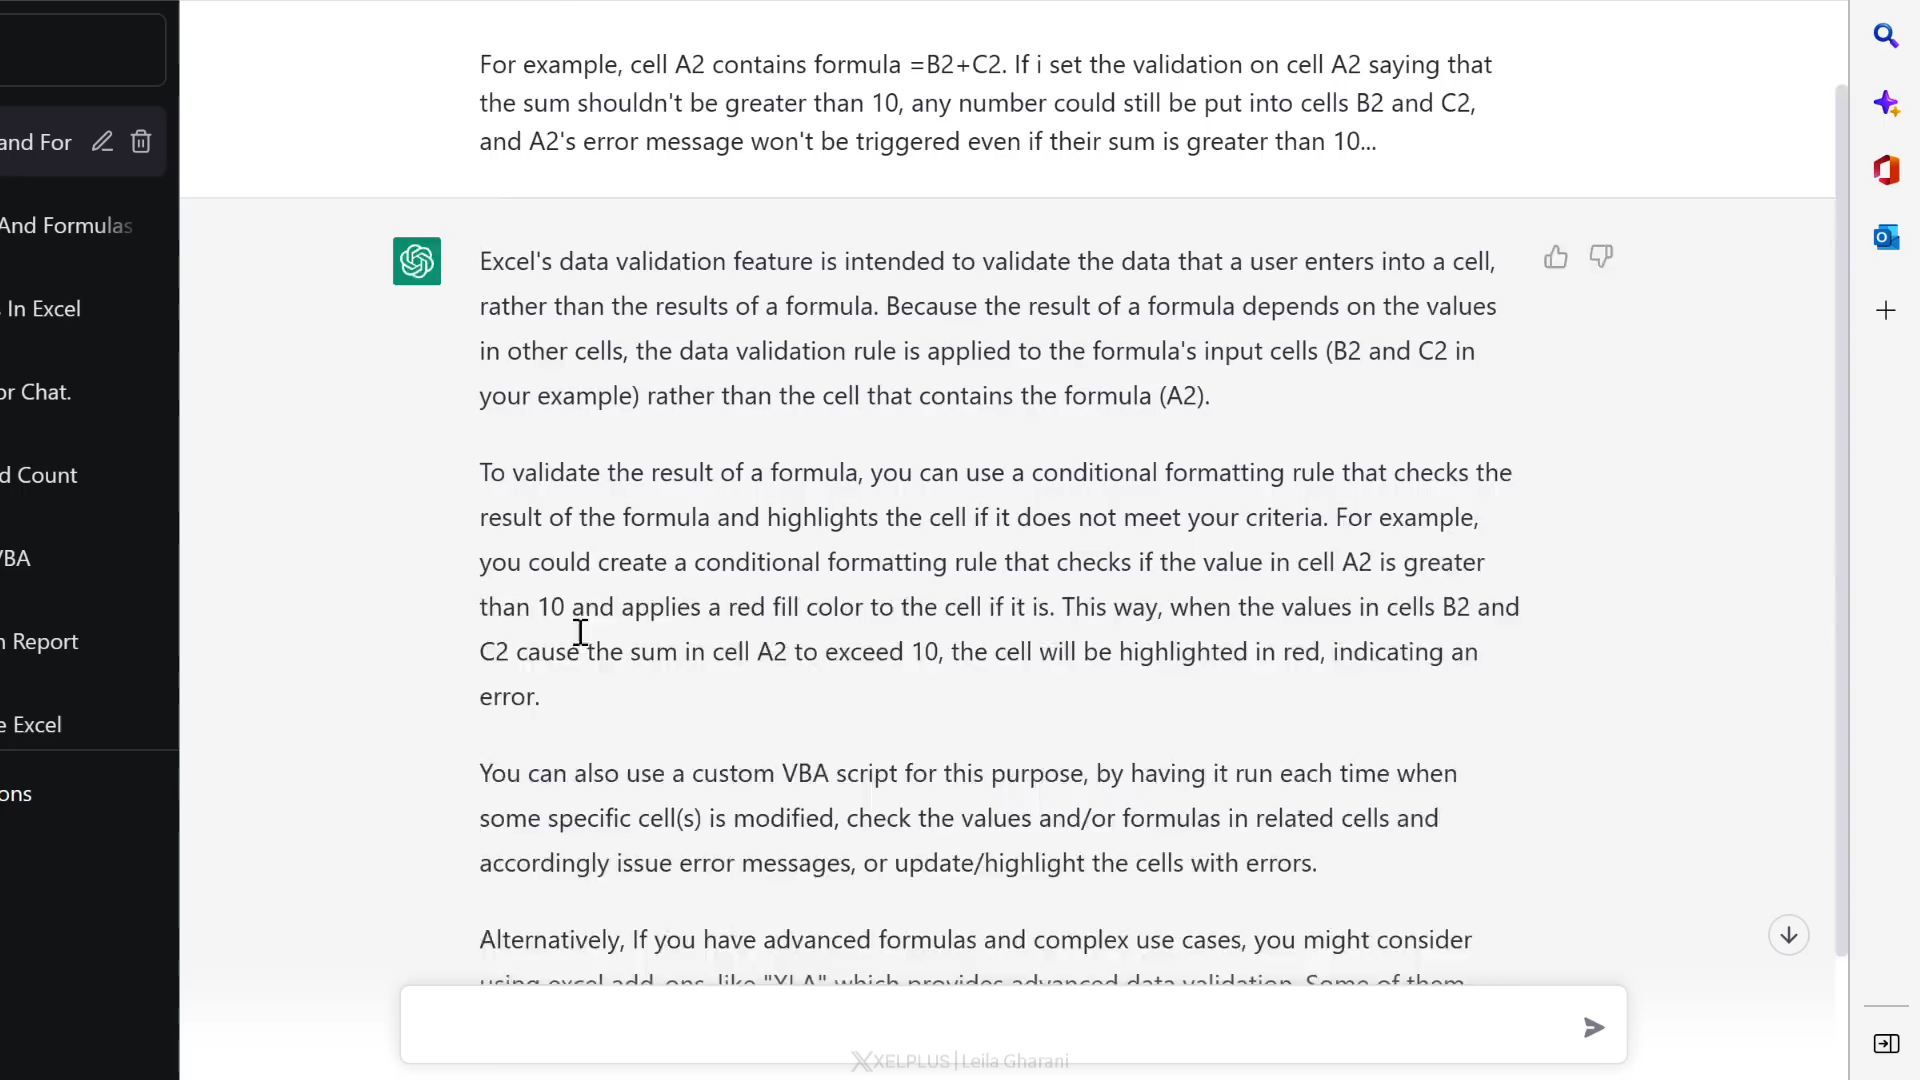 For example, cell A2 contains formula =B2+C2. If i set the validation on cell A2 saying that
the sum shouldn't be greater than 10, any number could still be put into cells B2 and C2,
and A2's error message won't be triggered even if their sum is greater than 10...
and For
And Formulas
In Excel
or Chat.
d Count
VBA
n Report
e Excel
ons
Excel's data validation feature is intended to validate the data that a user enters into a cell,
rather than the results of a formula. Because the result of a formula depends on the values
in other cells, the data validation rule is applied to the formula's input cells (B2 and C2 in
your example) rather than the cell that contains the formula (A2).
To validate the result of a formula, you can use a conditional formatting rule that checks the
result of the formula and highlights the cell if it does not meet your criteria. For example,
you could create a conditional formatting rule that checks if the value in cell A2 is greater
than 10 and applies a red fill color to the cell if it is. This way, when the values in cells B2 and
C2 cause the sum in cell A2 to exceed 10, the cell will be highlighted in red, indicating an
error.
You can also use a custom VBA script for this purpose, by having it run each time when
some specific cell(s) is modified, check the values and/or formulas in related cells and
accordingly issue error messages, or update/highlight the cells with errors.
Alternatively, If you have advanced formulas and complex use cases, you might consider
using excel add-ons, like "XLA" which provides advanced data validation. Some of them
XELPLUS | Leila Gharani